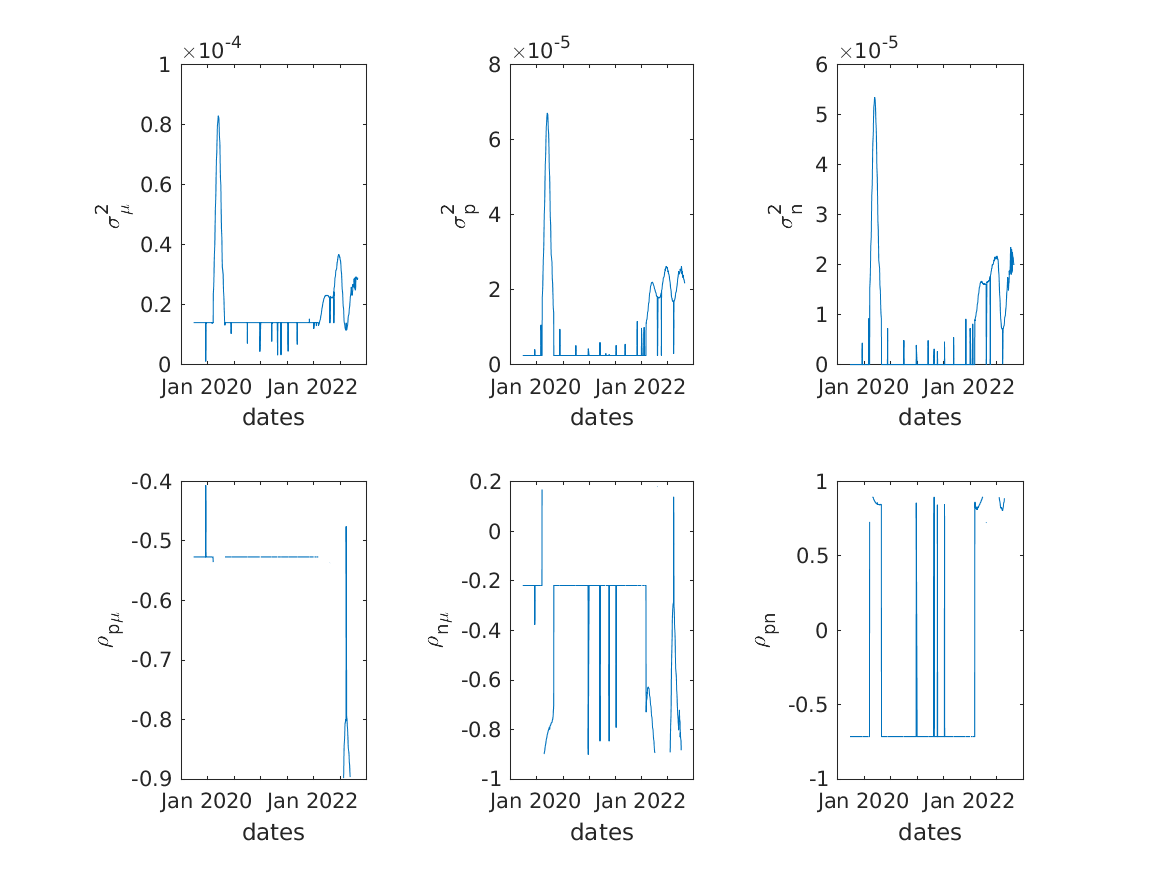 ×10-4
1
0.8
0.6
0.4
0.2
0
σ2μ
Jan 2020 Jan 2022
dates
×10-5
8
6
4
2
0
σ2p
Jan 2020 Jan 2022
dates
×10-5
6
5
4
3
2
1
0
σ2n
Jan 2020 Jan 2022
dates
-0.4
-0.5
-0.6
-0.7
-0.8
-0.9
ρpμ
Jan 2020 Jan 2022
dates
0.2
0
-0.2
-0.4
-0.6
-0.8
-1
ρnμ
Jan 2020 Jan 2022
dates
1
0.5
0
-0.5
-1
ρpn
Jan 2020 Jan 2022
dates